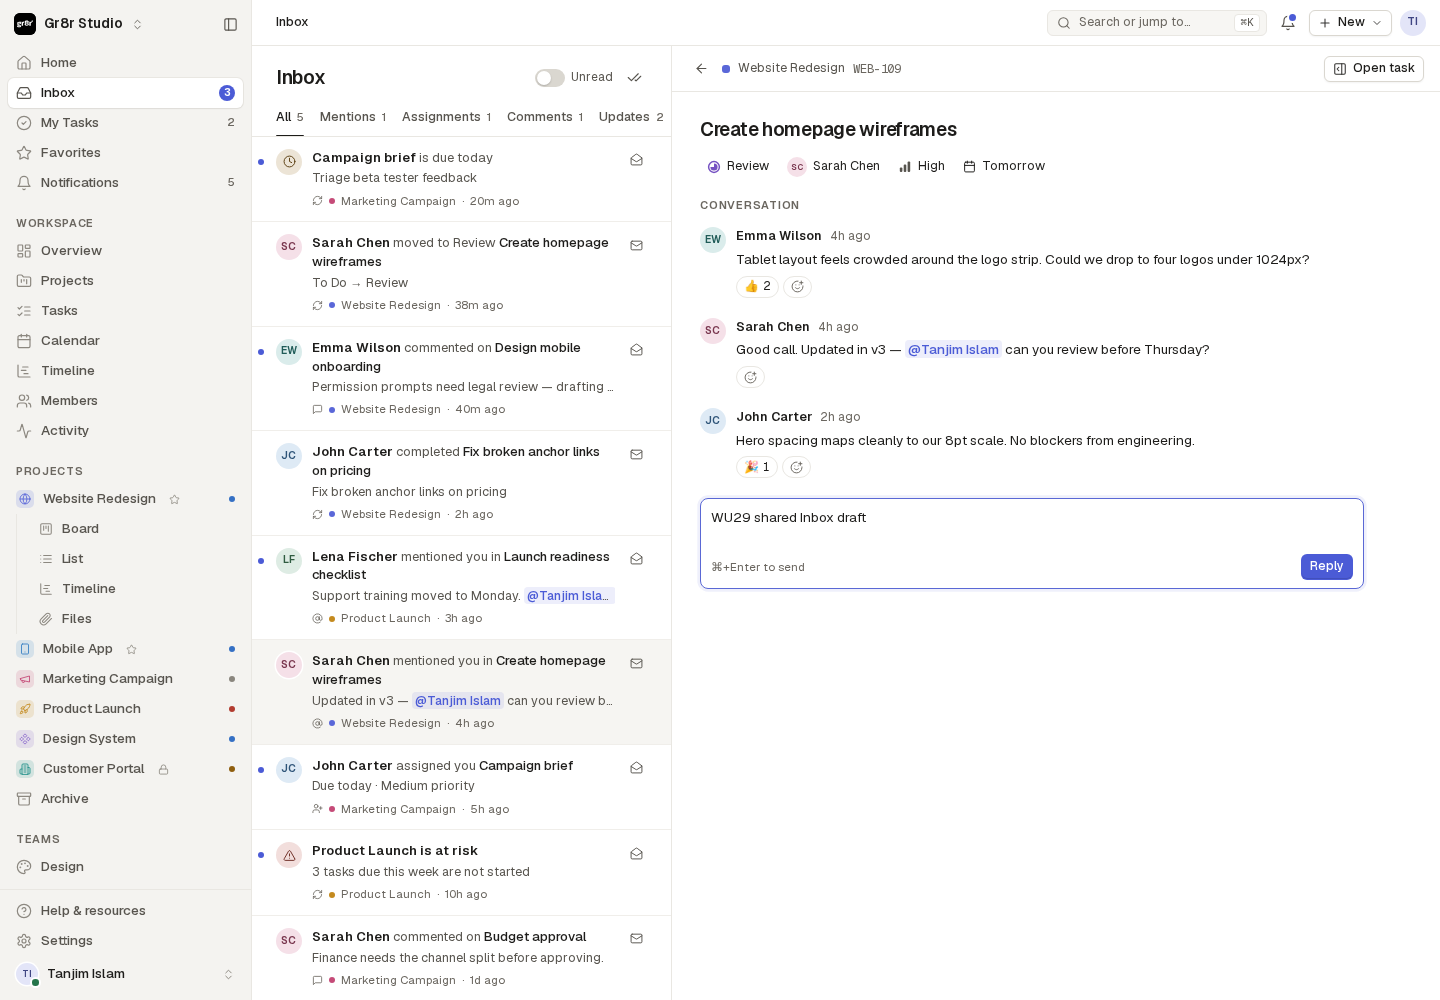 gr8r
Gr8r Studio
Home
Inbox
3
My Tasks
2
Favorites
Notifications
5
WORKSPACE
Overview
Projects
Tasks
Calendar
Timeline
Members
Activity
PROJECTS
Website Redesign
Board
List
Timeline
Files
Mobile App
Marketing Campaign
Product Launch
Design System
Customer Portal
Archive
TEAMS
Design
Help & resources
Settings
TI
Tanjim Islam
Inbox
Search or jump to...
⌘K
New
TI
Inbox
Unread
All 5
Mentions 1
Assignments 1
Comments 1
Updates 2
Campaign brief is due today
Triage beta tester feedback
Marketing Campaign · 20m ago
SC
Sarah Chen moved to Review Create homepage
wireframes
To Do → Review
Website Redesign · 38m ago
EW
Emma Wilson commented on Design mobile
onboarding
Permission prompts need legal review — drafting ...
Website Redesign · 40m ago
JC
John Carter completed Fix broken anchor links
on pricing
Fix broken anchor links on pricing
Website Redesign · 2h ago
LF
Lena Fischer mentioned you in Launch readiness
checklist
Support training moved to Monday. @Tanjim Isla...
Product Launch · 3h ago
SC
Sarah Chen mentioned you in Create homepage
wireframes
Updated in v3 — @Tanjim Islam can you review b...
Website Redesign · 4h ago
JC
John Carter assigned you Campaign brief
Due today · Medium priority
Marketing Campaign · 5h ago
Product Launch is at risk
3 tasks due this week are not started
Product Launch · 10h ago
SC
Sarah Chen commented on Budget approval
Finance needs the channel split before approving.
Marketing Campaign · 1d ago
Website Redesign WEB-109
Open task
Create homepage wireframes
Review
SC Sarah Chen
High
Tomorrow
CONVERSATION
EW
Emma Wilson 4h ago
Tablet layout feels crowded around the logo strip. Could we drop to four logos under 1024px?
👍 2
SC
Sarah Chen 4h ago
Good call. Updated in v3 — @Tanjim Islam can you review before Thursday?
JC
John Carter 2h ago
Hero spacing maps cleanly to our 8pt scale. No blockers from engineering.
🎉 1
WU29 shared Inbox draft
⌘+Enter to send
Reply